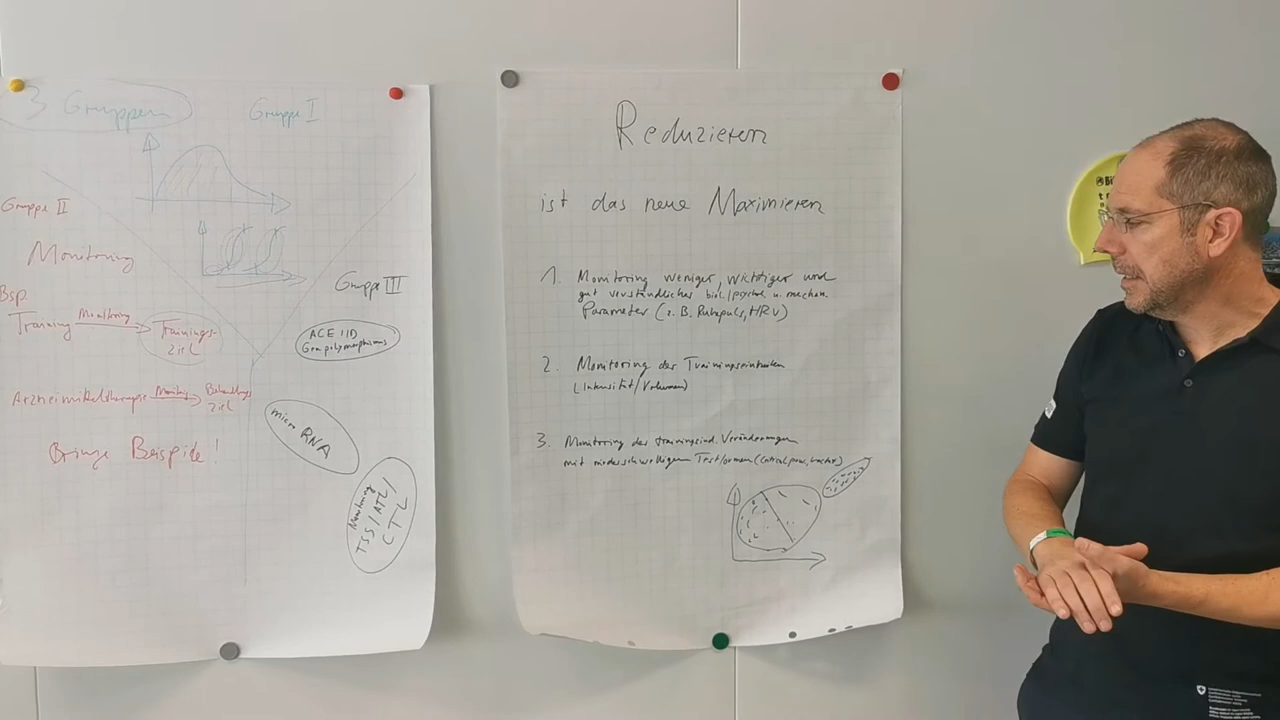 3 Gruppen
Gruppe I
Gruppe II
Monitoring
Bsp
Training Monitoring Trainings-
ziel
Arzneimitteltherapie Monitoring Behandlungs
ziel
Bringe Beispiele!
Gruppe III
ACE I/D
Genpolymorphismus
micro RNA
Monitoring
TSS/ATL/
CTL
Reduzieren
ist das neue Maximieren
1. Monitoring weniger, wichtiger und
gut verständlicher biol./psychol. u. mechan.
Parameter (z.B. Ruhepuls, HRV)
2. Monitoring der Trainingseinheiten
(Intensität/Volumen)
3. Monitoring der trainingsind. Veränderungen
mit niederschwelligen Testformen (Critical power,